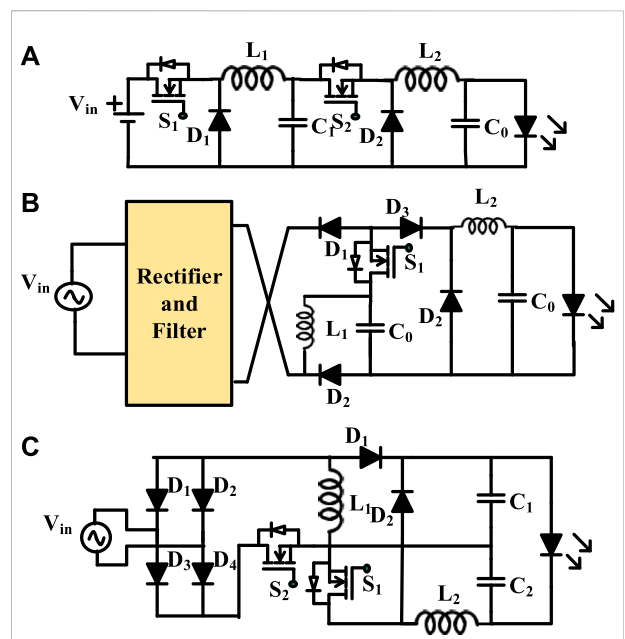 A
L1
L2
Vin
S1
D1
C1
S2
D2
C0
B
L2
D3
D1
S1
Vin
Rectifier
and
Filter
L1
C0
D2
C0
D2
C
D1
D1
D2
L1
D2
C1
Vin
D3
D4
S2
S1
C2
L2